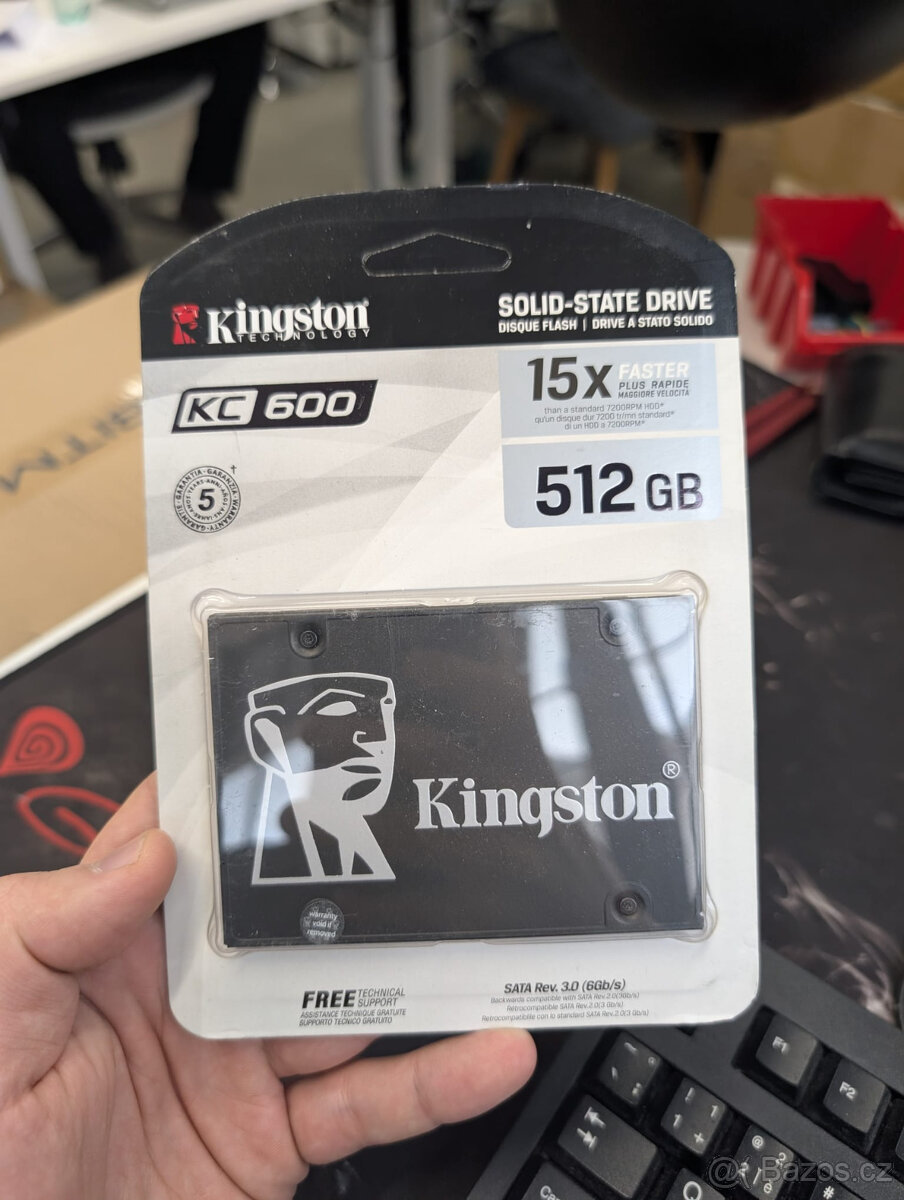 Kingston
TECHNOLOGY
SOLID-STATE DRIVE
DISQUE FLASH | DRIVE A STATO SOLIDO
KC 600
15x FASTER
PLUS RAPIDE
MAGGIORE VELOCITÀ
than a standard 7200RPM HDD*
qu'un disque dur 7200 tr/mn standard*
di un HDD a 7200RPM*
5
512 GB
Kingston®
warranty
void if
removed
FREE TECHNICAL
SUPPORT
ASSISTANCE TECHNIQUE GRATUITE
SUPPORTO TECNICO GRATUITO
SATA Rev. 3.0 (6Gb/s)
Backwards compatible with SATA Rev.2.0(3Gb/s)
Retrocompatible SATA Rev.2.0(3 Gb/s)
Retrocompatibile con lo standard SATA Rev.2.0(3 Gb/s)
F1
F2
Bazos.cz